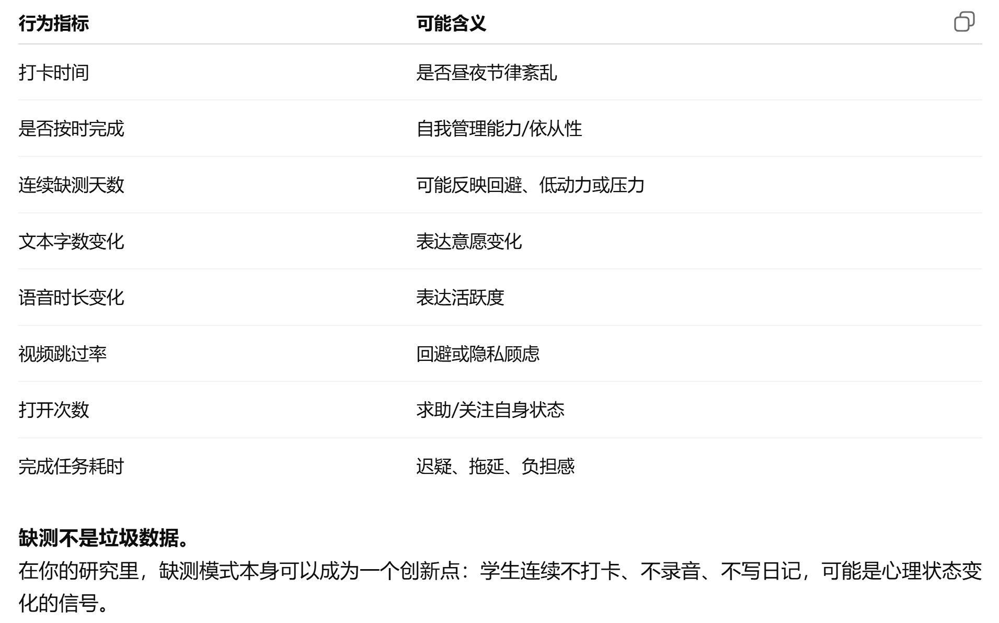 行为指标 可能含义
打卡时间 是否昼夜节律紊乱
是否按时完成 自我管理能力/依从性
连续缺测天数 可能反映回避、低动力或压力
文本字数变化 表达意愿变化
语音时长变化 表达活跃度
视频跳过率 回避或隐私顾虑
打开次数 求助/关注自身状态
完成任务耗时 迟疑、拖延、负担感
缺测不是垃圾数据。
在你的研究里，缺测模式本身可以成为一个创新点：学生连续不打卡、不录音、不写日记，可能是心理状态变
化的信号。